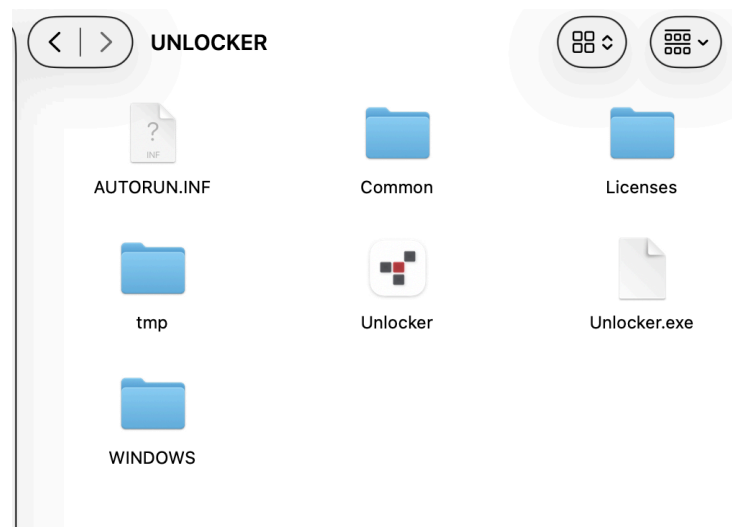 UNLOCKER
?
INF
AUTORUN.INF
Common
Licenses
tmp
Unlocker
Unlocker.exe
WINDOWS